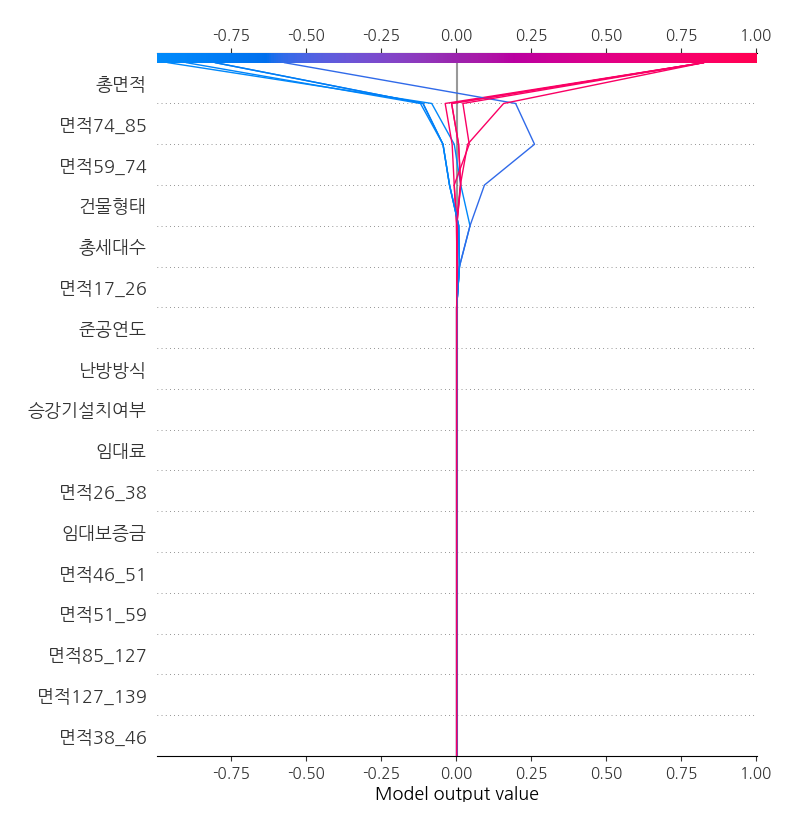 -0.75 -0.50 -0.25 0.00 0.25 0.50 0.75 1.00
총면적
면적74_85
면적59_74
건물형태
총세대수
면적17_26
준공연도
난방방식
승강기설치여부
임대료
면적26_38
임대보증금
면적46_51
면적51_59
면적85_127
면적127_139
면적38_46
-0.75 -0.50 -0.25 0.00 0.25 0.50 0.75 1.00
Model output value